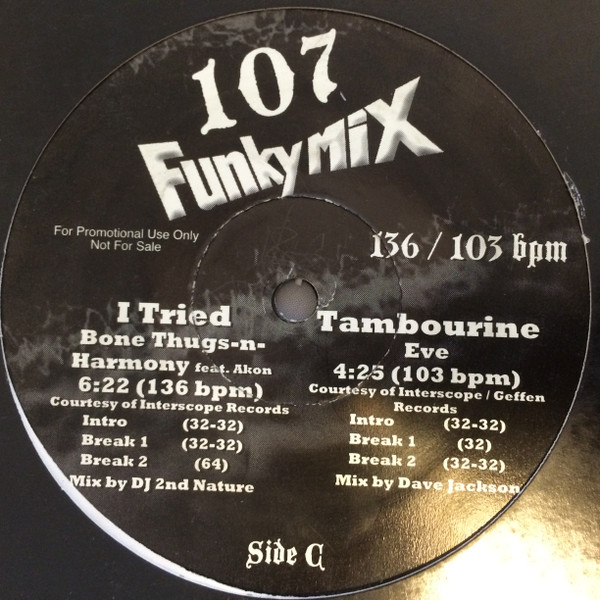 107
Funkymix
For Promotional Use Only
Not For Sale
136 / 103 bpm
I Tried
Bone Thugs-n-
Harmony feat. Akon
6:22 (136 bpm)
Courtesy of Interscope Records
Intro (32-32)
Break 1 (32-32)
Break 2 (64)
Mix by DJ 2nd Nature
Tambourine
Eve
4:25 (103 bpm)
Courtesy of Interscope / Geffen
Records
Intro (32-32)
Break 1 (32)
Break 2 (32-32)
Mix by Dave Jackson
Side C